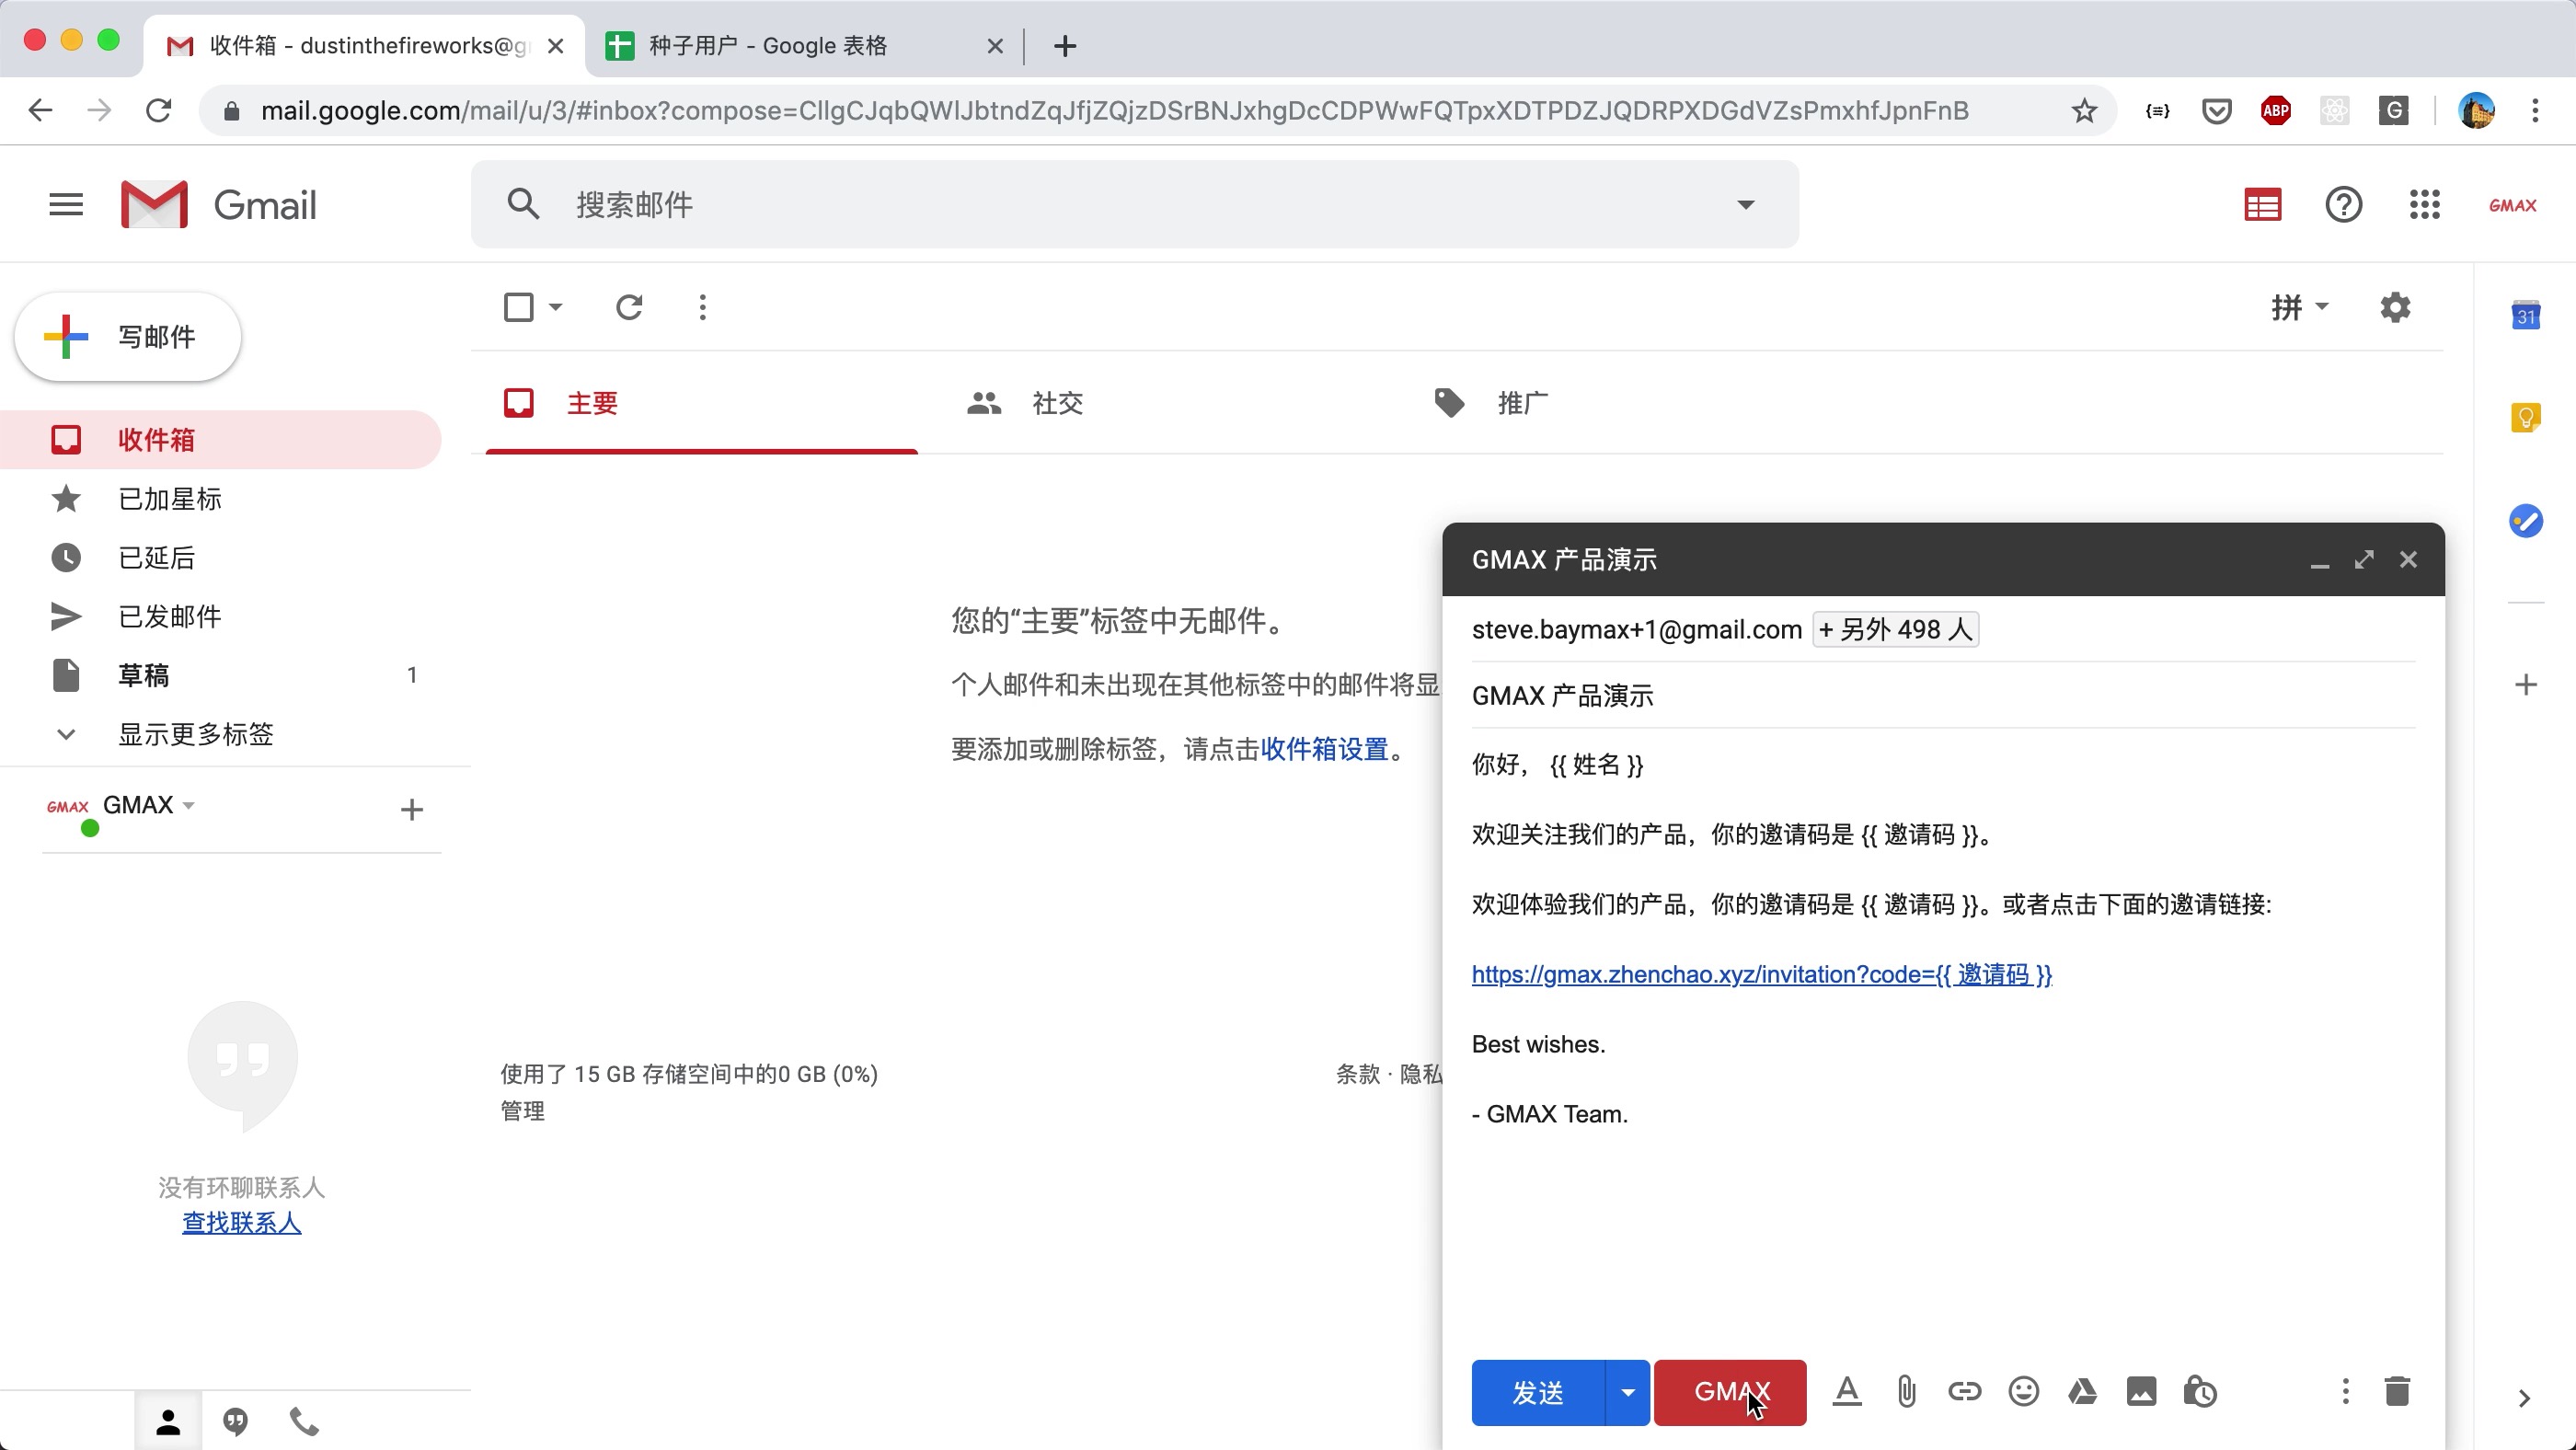 收件箱 - dustinthefireworks@g
种子用户 - Google 表格
mail.google.com/mail/u/3/#inbox?compose=CllgCJqbQWlJbtndZqJfjZQjzDSrBNJxhgDcCDPWwFQTpxXDTPDZJQDRPXDGdVZsPmxhfJpnFnB
ABP
G
Gmail
搜索邮件
GMAX
写邮件
拼
31
主要
社交
推广
收件箱
已加星标
已延后
已发邮件
草稿 1
显示更多标签
GMAX GMAX
您的“主要”标签中无邮件。
个人邮件和未出现在其他标签中的邮件将显
要添加或删除标签，请点击收件箱设置。
使用了 15 GB 存储空间中的0 GB (0%)
管理
条款 · 隐私
没有环聊联系人
查找联系人
GMAX 产品演示
steve.baymax+1@gmail.com + 另外 498 人
GMAX 产品演示
你好， {{ 姓名 }}
欢迎关注我们的产品，你的邀请码是 {{ 邀请码 }}。
欢迎体验我们的产品，你的邀请码是 {{ 邀请码 }}。或者点击下面的邀请链接:
https://gmax.zhenchao.xyz/invitation?code={{ 邀请码 }}
Best wishes.
- GMAX Team.
发送
GMAX